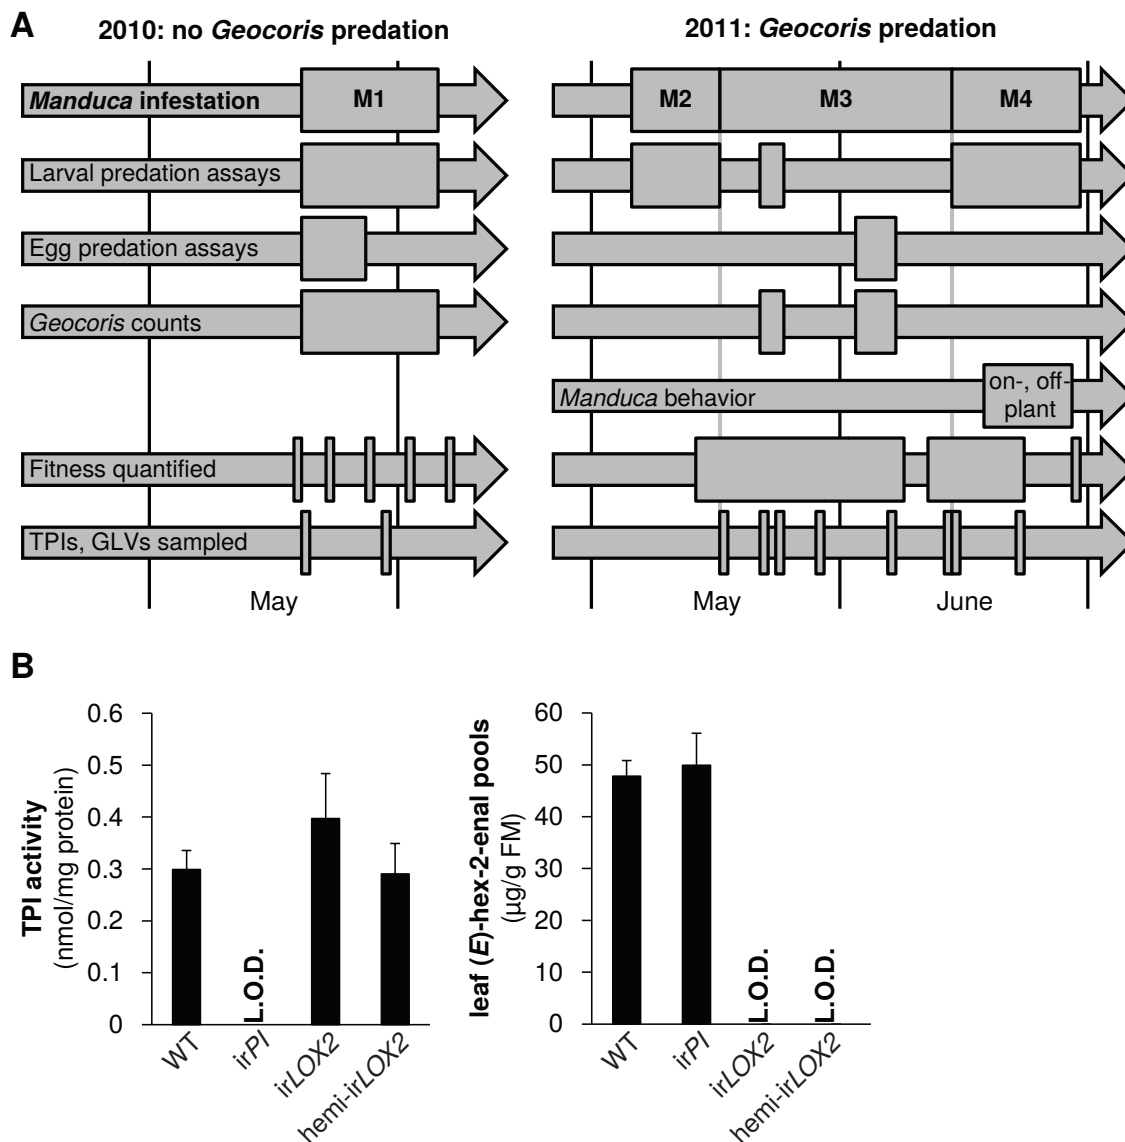 A
2010: no Geocoris predation
2011: Geocoris predation
Manduca infestation
M1
M2
M3
M4
Larval predation assays
Egg predation assays
Geocoris counts
Manduca behavior
on-, off-
plant
Fitness quantified
TPIs, GLVs sampled
May
May
June
B
TPI activity
(nmol/mg protein)
0.6
0.5
0.4
0.3
0.2
0.1
0
L.O.D.
WT
irPI
irLOX2
hemi-irLOX2
leaf (E)-hex-2-enal pools
(µg/g FM)
60
50
40
30
20
10
0
L.O.D.
L.O.D.
WT
irPI
irLOX2
hemi-irLOX2